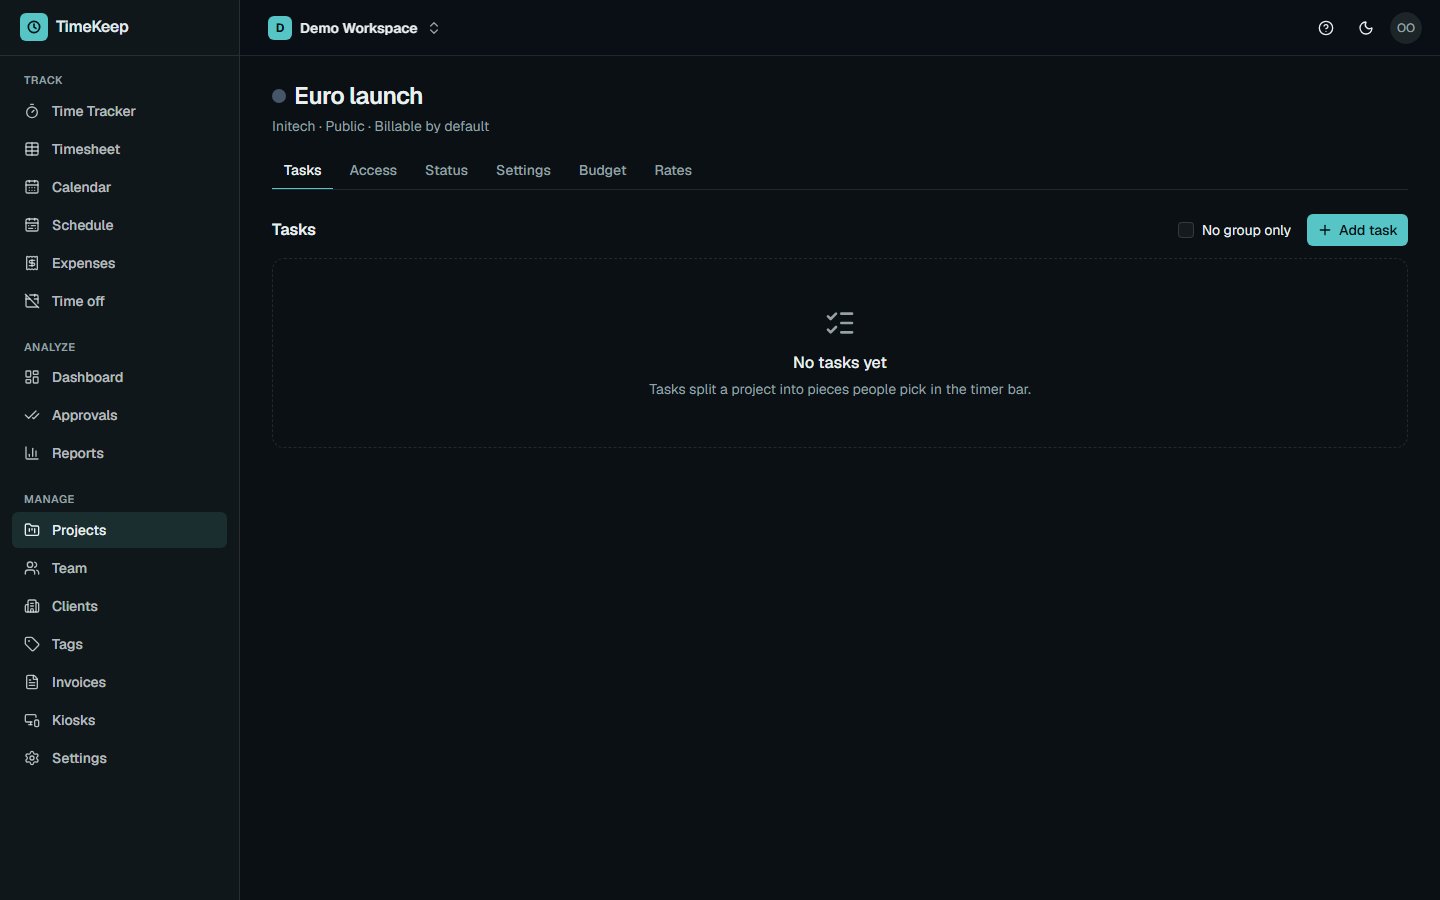 TimeKeep
D Demo Workspace
OO
TRACK
Time Tracker
Timesheet
Calendar
Schedule
Expenses
Time off
ANALYZE
Dashboard
Approvals
Reports
MANAGE
Projects
Team
Clients
Tags
Invoices
Kiosks
Settings
Euro launch
Initech · Public · Billable by default
Tasks Access Status Settings Budget Rates
Tasks
No group only
Add task
No tasks yet
Tasks split a project into pieces people pick in the timer bar.